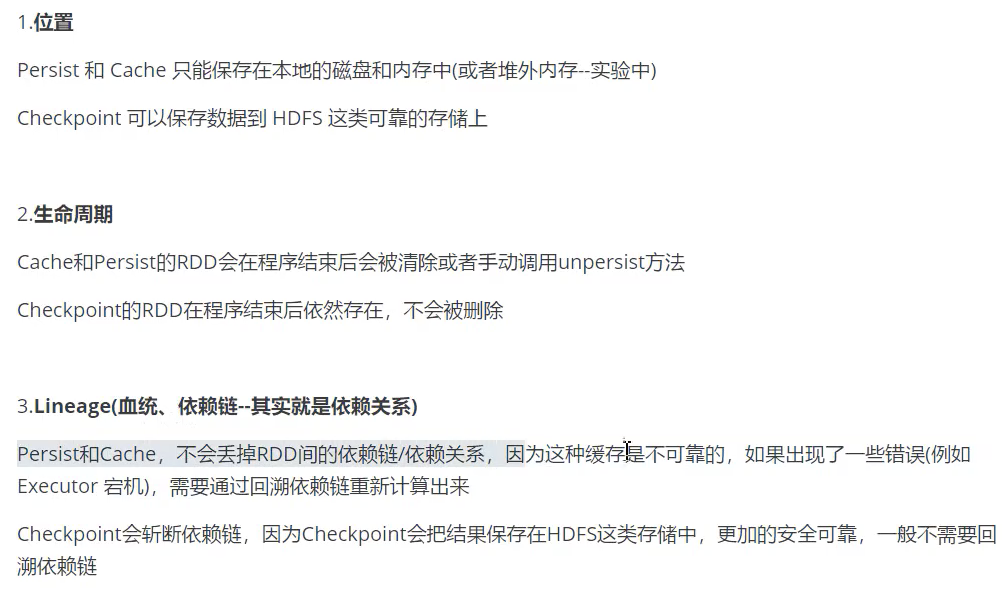 1.位置
Persist 和 Cache 只能保存在本地的磁盘和内存中(或者堆外内存--实验中)
Checkpoint 可以保存数据到 HDFS 这类可靠的存储上
2.生命周期
Cache和Persist的RDD会在程序结束后会被清除或者手动调用unpersist方法
Checkpoint的RDD在程序结束后依然存在，不会被删除
3.Lineage(血统、依赖链--其实就是依赖关系)
Persist和Cache，不会丢掉RDD间的依赖链/依赖关系，因为这种缓存是不可靠的，如果出现了一些错误(例如
Executor 宕机)，需要通过回溯依赖链重新计算出来
Checkpoint会斩断依赖链，因为Checkpoint会把结果保存在HDFS这类存储中，更加的安全可靠，一般不需要回
溯依赖链